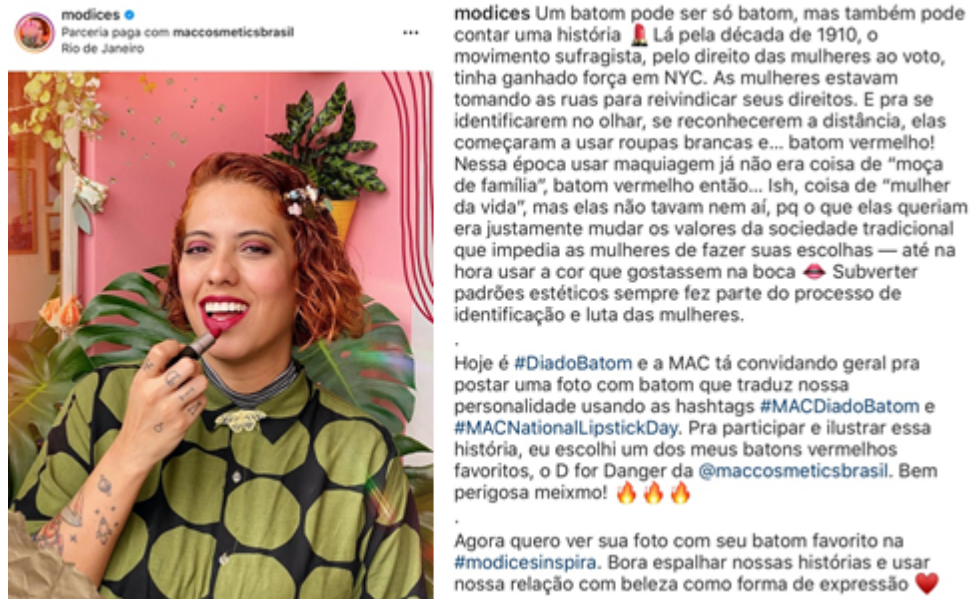 modices
Parceria paga com maccosmeticsbrasil
Rio de Janeiro
modices Um batom pode ser só batom, mas também pode
contar uma história 💄 Lá pela década de 1910, o
movimento sufragista, pelo direito das mulheres ao voto,
tinha ganhado força em NYC. As mulheres estavam
tomando as ruas para reivindicar seus direitos. E pra se
identificarem no olhar, se reconhecerem a distância, elas
começaram a usar roupas brancas e... batom vermelho!
Nessa época usar maquiagem já não era coisa de “moça
de família”, batom vermelho então... Ish, coisa de “mulher
da vida”, mas elas não tavam nem aí, pq o que elas queriam
era justamente mudar os valores da sociedade tradicional
que impedia as mulheres de fazer suas escolhas — até na
hora usar a cor que gostassem na boca 👄 Subverter
padrões estéticos sempre fez parte do processo de
identificação e luta das mulheres.
.
Hoje é #DiadoBatom e a MAC tá convidando geral pra
postar uma foto com batom que traduz nossa
personalidade usando as hashtags #MACDiadoBatom e
#MACNationalLipstickDay. Pra participar e ilustrar essa
história, eu escolhi um dos meus batons vermelhos
favoritos, o D for Danger da @maccosmeticsbrasil. Bem
perigosa meixmo! 🔥🔥🔥
.
Agora quero ver sua foto com seu batom favorito na
#modicesinspira. Bora espalhar nossas histórias e usar
nossa relação com beleza como forma de expressão ♥️